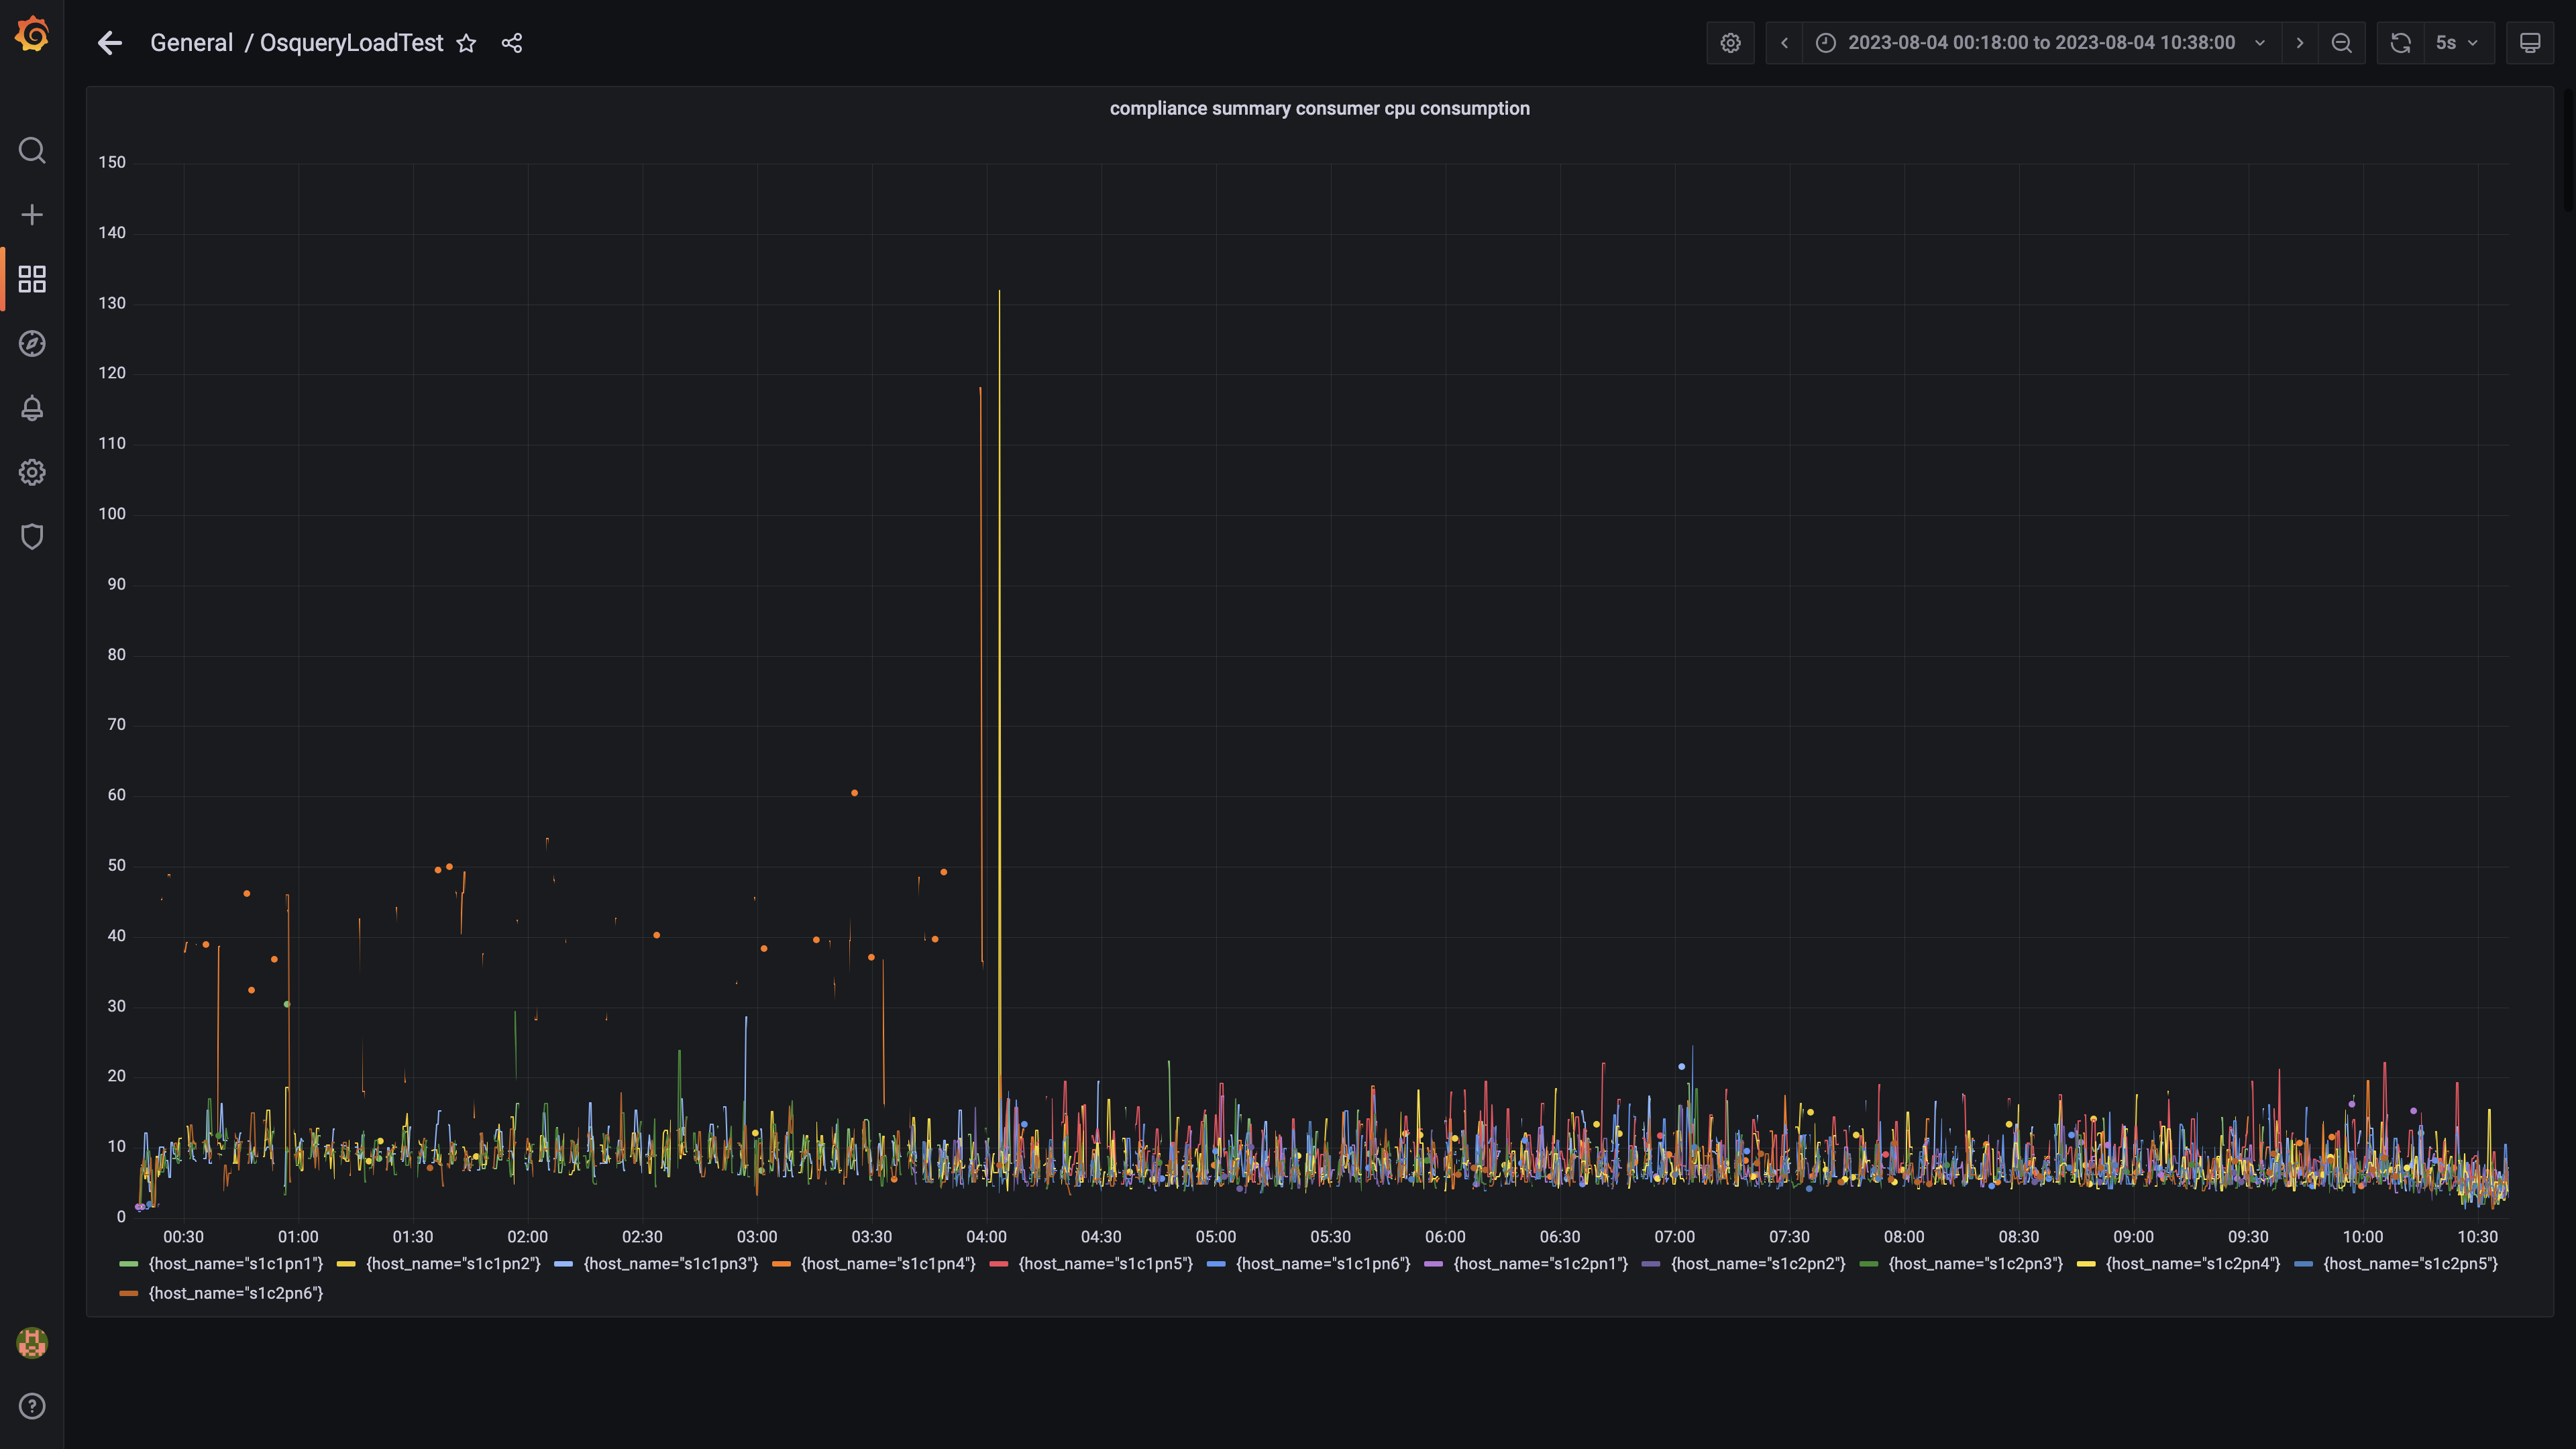 General / OsqueryLoadTest
2023-08-04 00:18:00 to 2023-08-04 10:38:00
5s
compliance summary consumer cpu consumption
150
140
130
120
110
100
90
80
70
60
50
40
30
20
10
0
00:30 01:00 01:30 02:00 02:30 03:00 03:30 04:00 04:30 05:00 05:30 06:00 06:30 07:00 07:30 08:00 08:30 09:00 09:30 10:00 10:30
{host_name="s1c1pn1"} {host_name="s1c1pn2"} {host_name="s1c1pn3"} {host_name="s1c1pn4"} {host_name="s1c1pn5"} {host_name="s1c1pn6"} {host_name="s1c2pn1"} {host_name="s1c2pn2"} {host_name="s1c2pn3"} {host_name="s1c2pn4"} {host_name="s1c2pn5"}
{host_name="s1c2pn6"}